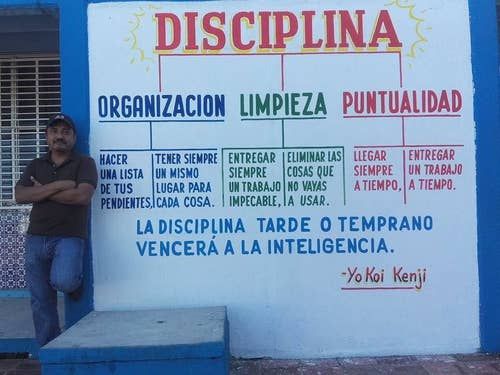 DISCIPLINA
ORGANIZACION LIMPIEZA PUNTUALIDAD
HACER
UNA LISTA
DE TUS
PENDIENTES,
TENER SIEMPRE
UN MISMO
LUGAR PARA
CADA COSA.
ENTREGAR
SIEMPRE
UN TRABAJO
IMPECABLE,
ELIMINAR LAS
COSAS QUE
NO VAYAS
A USAR.
LLEGAR
SIEMPRE
A TIEMPO,
ENTREGAR
UN TRABAJO
A TIEMPO.
LA DISCIPLINA TARDE O TEMPRANO
VENCERÁ A LA INTELIGENCIA.
-YoKoi Kenji